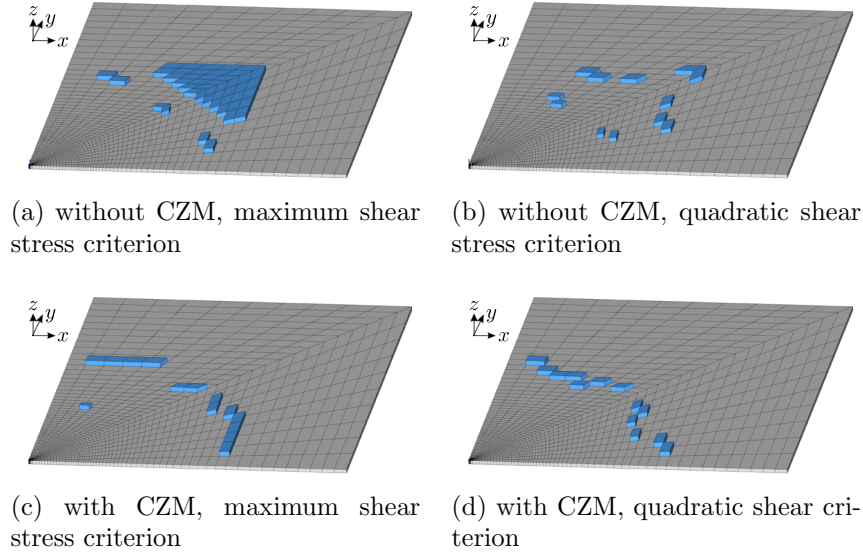 z
y
x
z
y
x
(a) without CZM, maximum shear
stress criterion
(b) without CZM, quadratic shear
stress criterion
z
y
x
z
y
x
(c) with CZM, maximum shear
stress criterion
(d) with CZM, quadratic shear cri-
terion